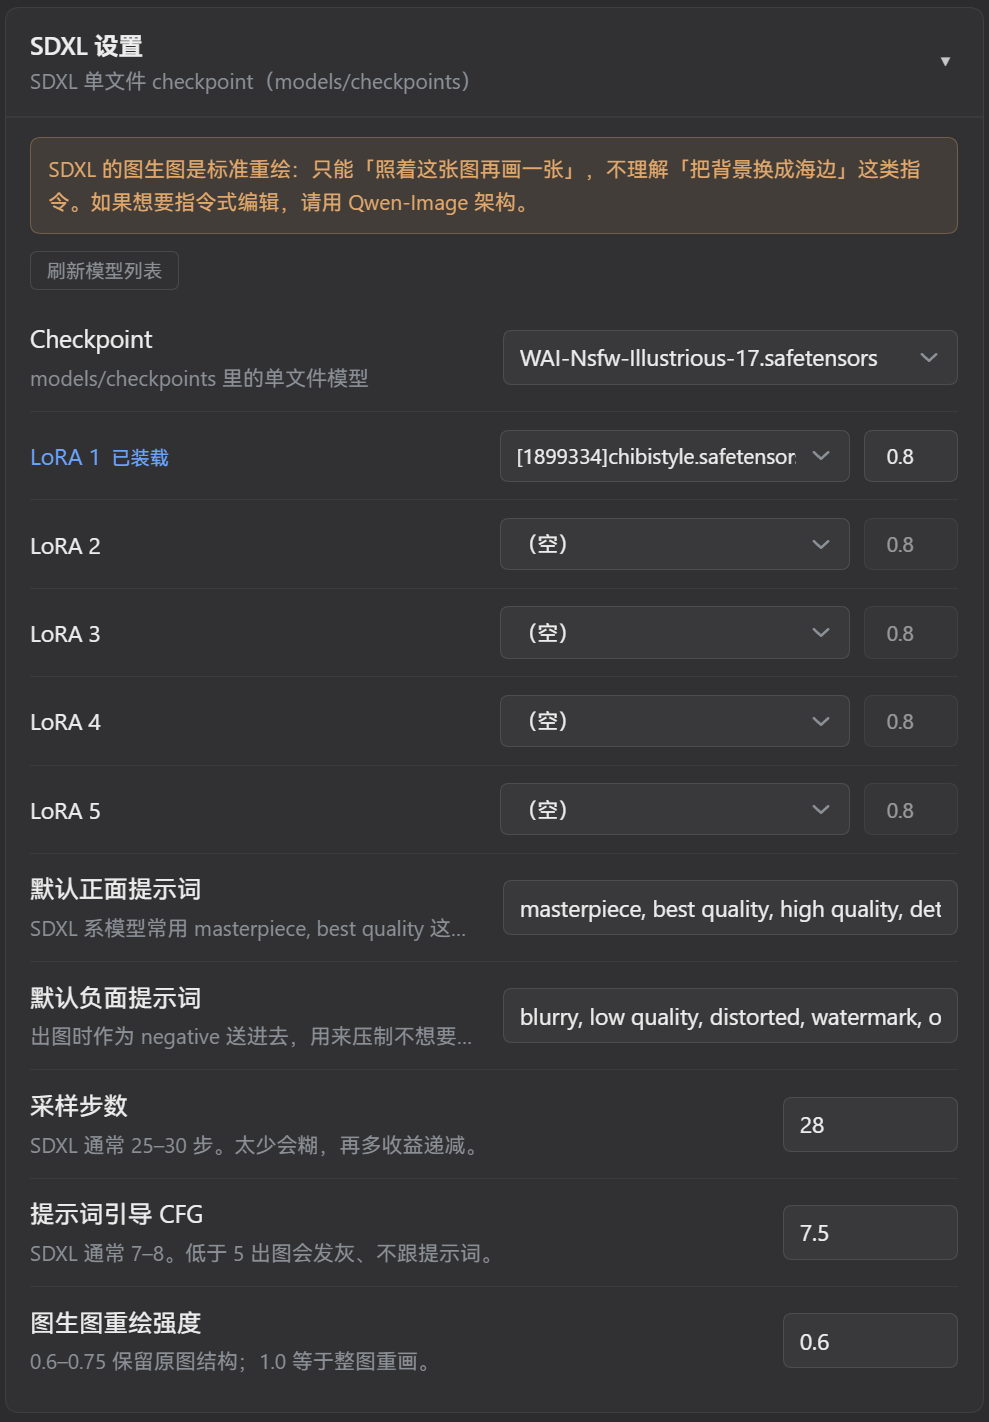 SDXL 设置
SDXL 单文件 checkpoint（models/checkpoints）
▼
SDXL 的图生图是标准重绘：只能「照着这张图再画一张」，不理解「把背景换成海边」这类指
令。如果想要指令式编辑，请用 Qwen-Image 架构。
刷新模型列表
Checkpoint
models/checkpoints 里的单文件模型
WAI-Nsfw-Illustrious-17.safetensors
LoRA 1 已装载
[1899334]chibistyle.safetensor
0.8
LoRA 2
（空）
0.8
LoRA 3
（空）
0.8
LoRA 4
（空）
0.8
LoRA 5
（空）
0.8
默认正面提示词
SDXL 系模型常用 masterpiece, best quality 这...
masterpiece, best quality, high quality, det
默认负面提示词
出图时作为 negative 送进去，用来压制不想要...
blurry, low quality, distorted, watermark, o
采样步数
SDXL 通常 25–30 步。太少会糊，再多收益递减。
28
提示词引导 CFG
SDXL 通常 7–8。低于 5 出图会发灰、不跟提示词。
7.5
图生图重绘强度
0.6–0.75 保留原图结构；1.0 等于整图重画。
0.6